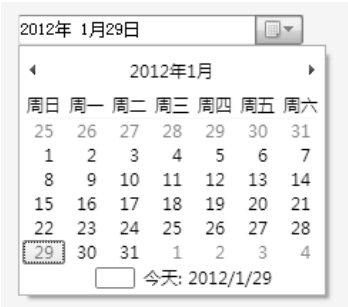 2012年 1月29日
2012年1月
周日 周一 周二 周三 周四 周五 周六
25 26 27 28 29 30 31
1 2 3 4 5 6 7
8 9 10 11 12 13 14
15 16 17 18 19 20 21
22 23 24 25 26 27 28
29 30 31 1 2 3 4
今天: 2012/1/29